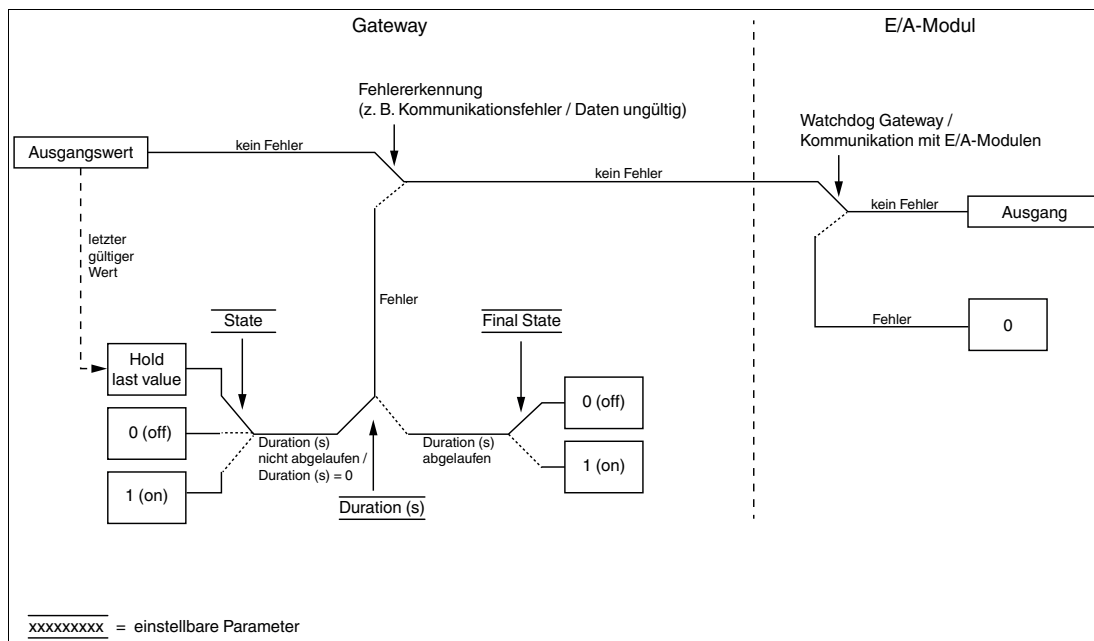 Gateway
E/A-Modul
Fehlererkennung
(z. B. Kommunikationsfehler / Daten ungültig)
Watchdog Gateway /
Kommunikation mit E/A-Modulen
Ausgangswert
kein Fehler
kein Fehler
kein Fehler
Ausgang
letzter
gültiger
Wert
Fehler
State
Final State
Fehler
0
Hold
last value
0 (off)
1 (on)
Duration (s)
nicht abgelaufen /
Duration (s) = 0
Duration (s)
abgelaufen
0 (off)
1 (on)
Duration (s)
xxxxxxxxx = einstellbare Parameter